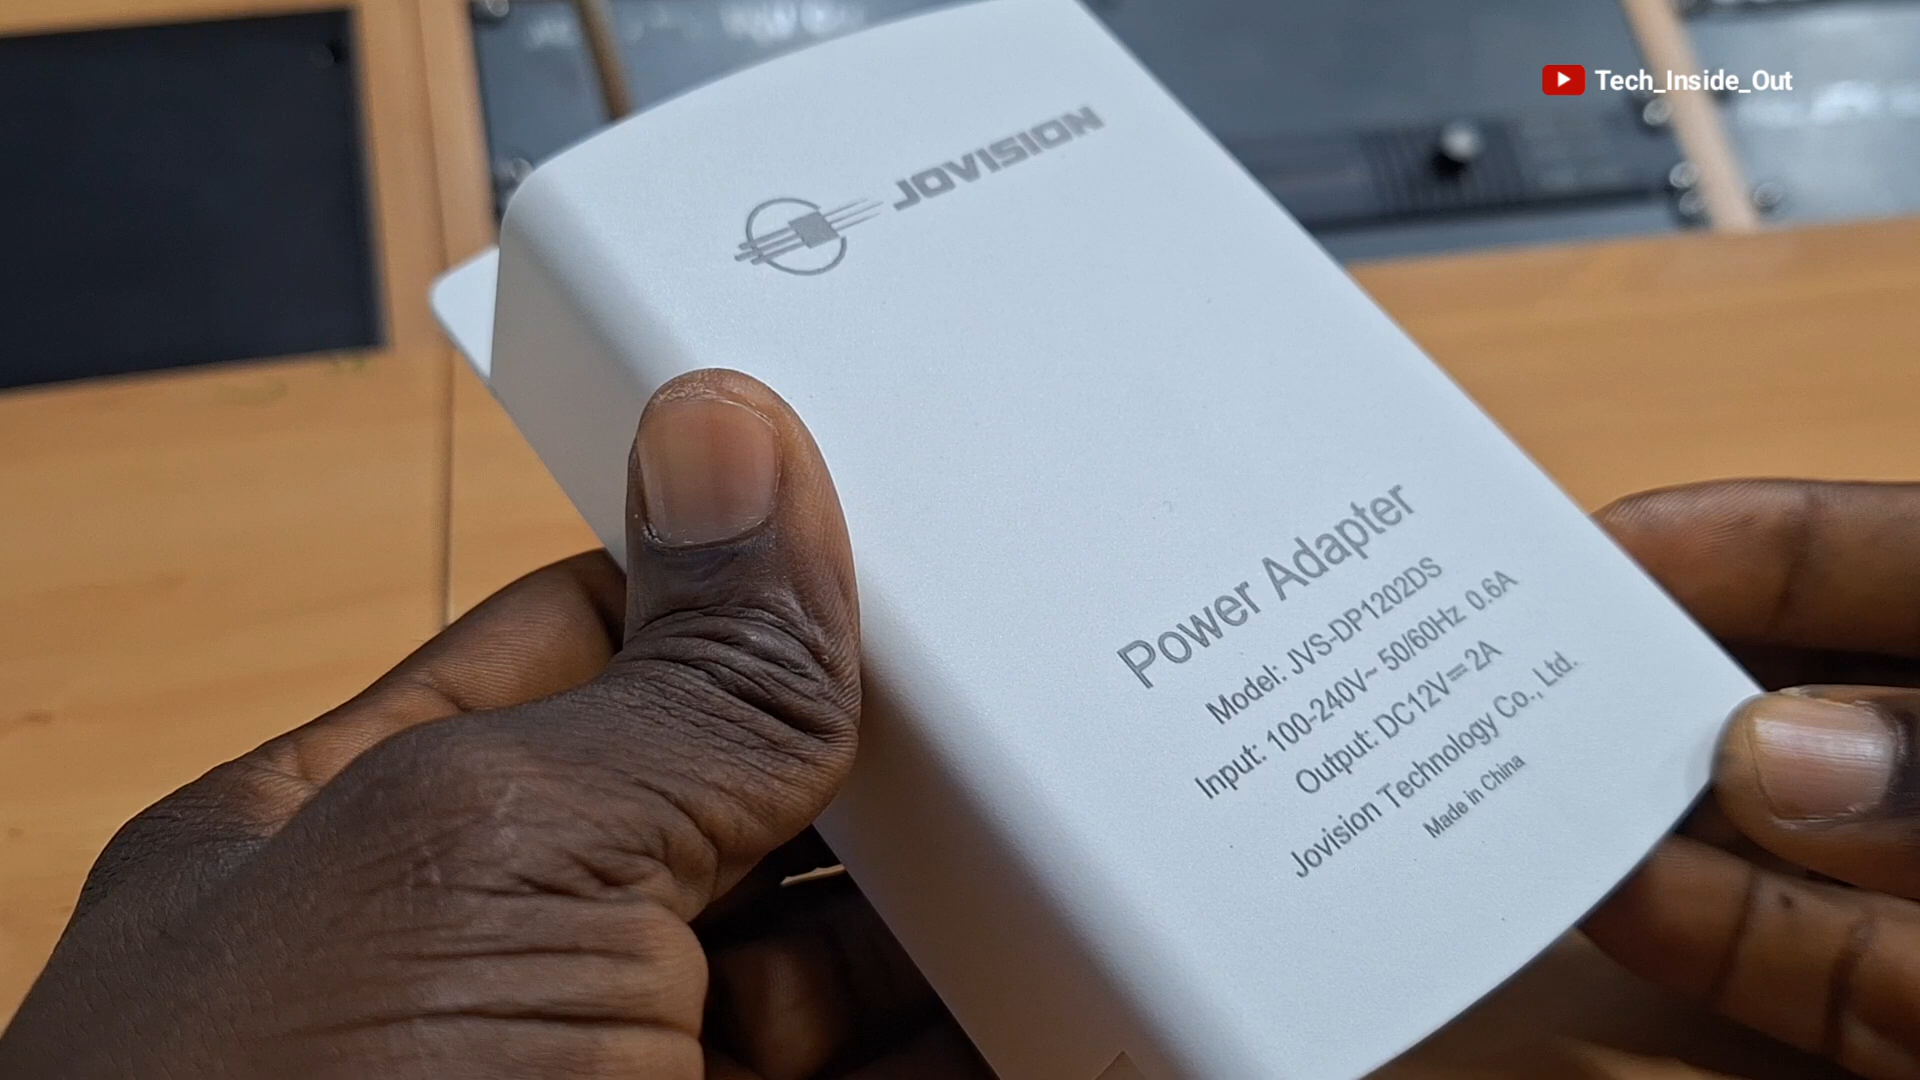 Tech_Inside_Out
JOVISION
Power Adapter
Model: JVS-DP1202DS
Input: 100-240V~ 50/60Hz 0.6A
Output: DC12V⎓2A
Jovision Technology Co., Ltd.
Made in China